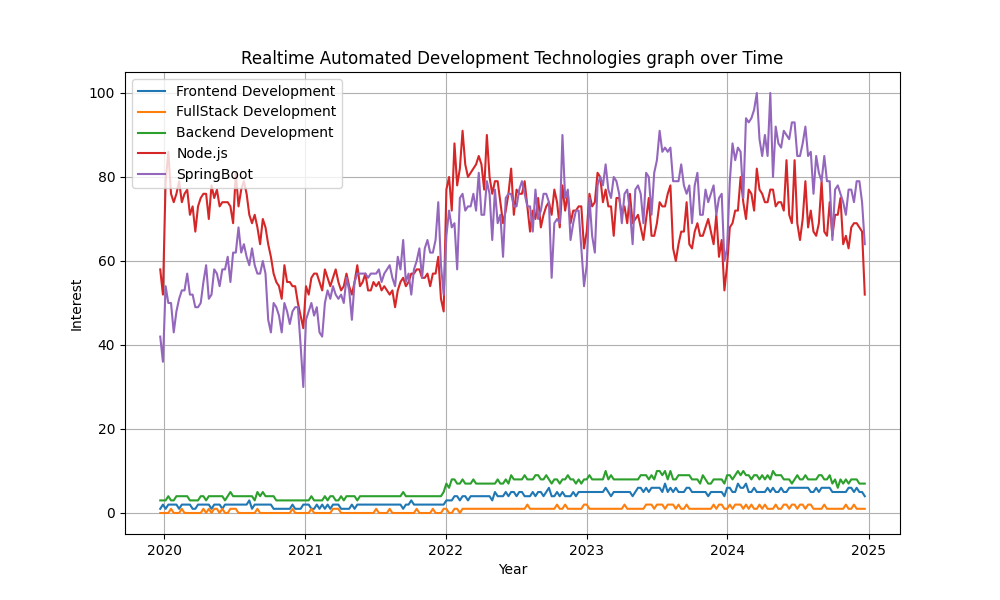 Realtime Automated Development Technologies graph over Time
Frontend Development
FullStack Development
Backend Development
Node.js
SpringBoot
100
80
60
40
20
0
Interest
2020 2021 2022 2023 2024 2025
Year